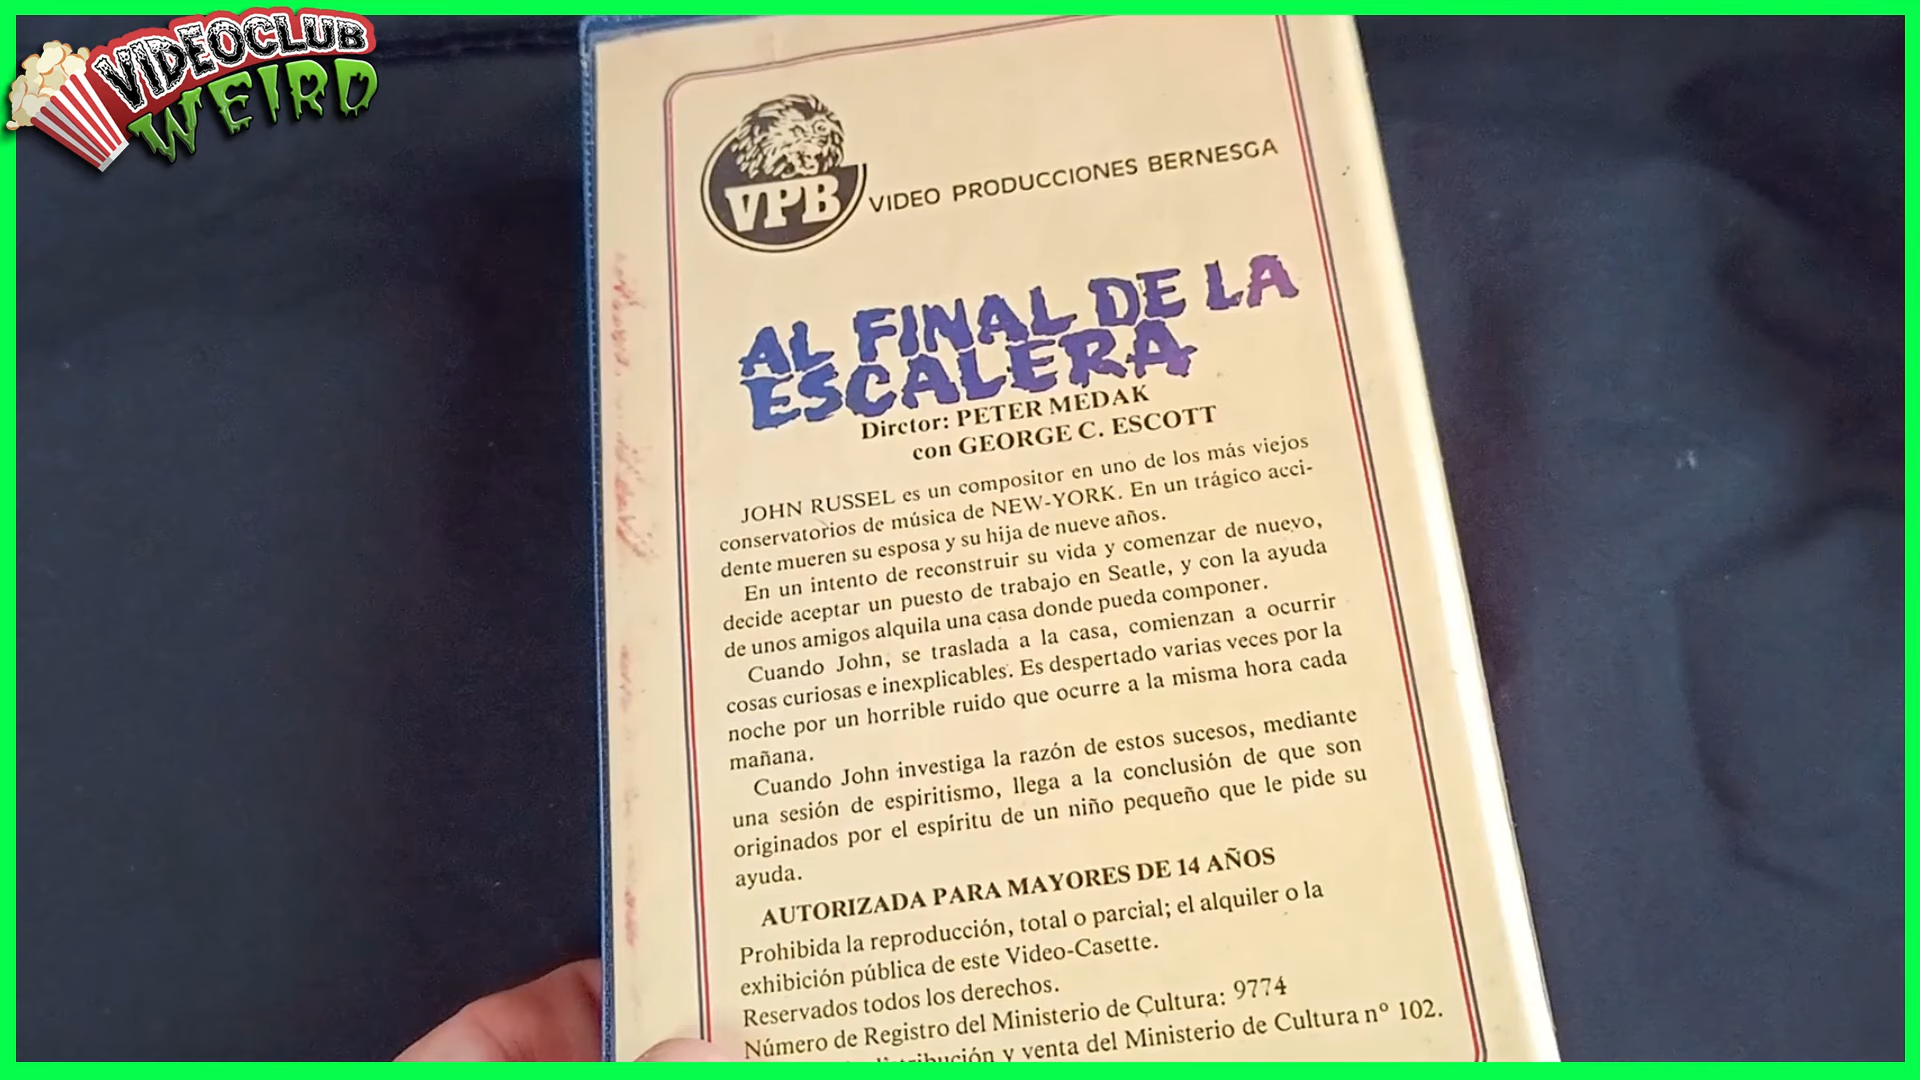 VIDEOCLUB
WEIRD
VPB
VIDEO PRODUCCIONES BERNESGA
AL FINAL DE LA
ESCALERA
Dirctor: PETER MEDAK
con GEORGE C. ESCOTT
JOHN RUSSEL es un compositor en uno de los más viejos
conservatorios de música de NEW-YORK. En un trágico acci-
dente mueren su esposa y su hija de nueve años.
En un intento de reconstruir su vida y comenzar de nuevo,
decide aceptar un puesto de trabajo en Seatle, y con la ayuda
de unos amigos alquila una casa donde pueda componer.
Cuando John, se traslada a la casa, comienzan a ocurrir
cosas curiosas e inexplicables. Es despertado varias veces por la
noche por un horrible ruido que ocurre a la misma hora cada
mañana.
Cuando John investiga la razón de estos sucesos, mediante
una sesión de espiritismo, llega a la conclusión de que son
originados por el espíritu de un niño pequeño que le pide su
ayuda.
AUTORIZADA PARA MAYORES DE 14 AÑOS
Prohibida la reproducción, total o parcial; el alquiler o la
exhibición pública de este Video-Casette.
Reservados todos los derechos.
Número de Registro del Ministerio de Cultura: 9774
y venta del Ministerio de Cultura nº 102.